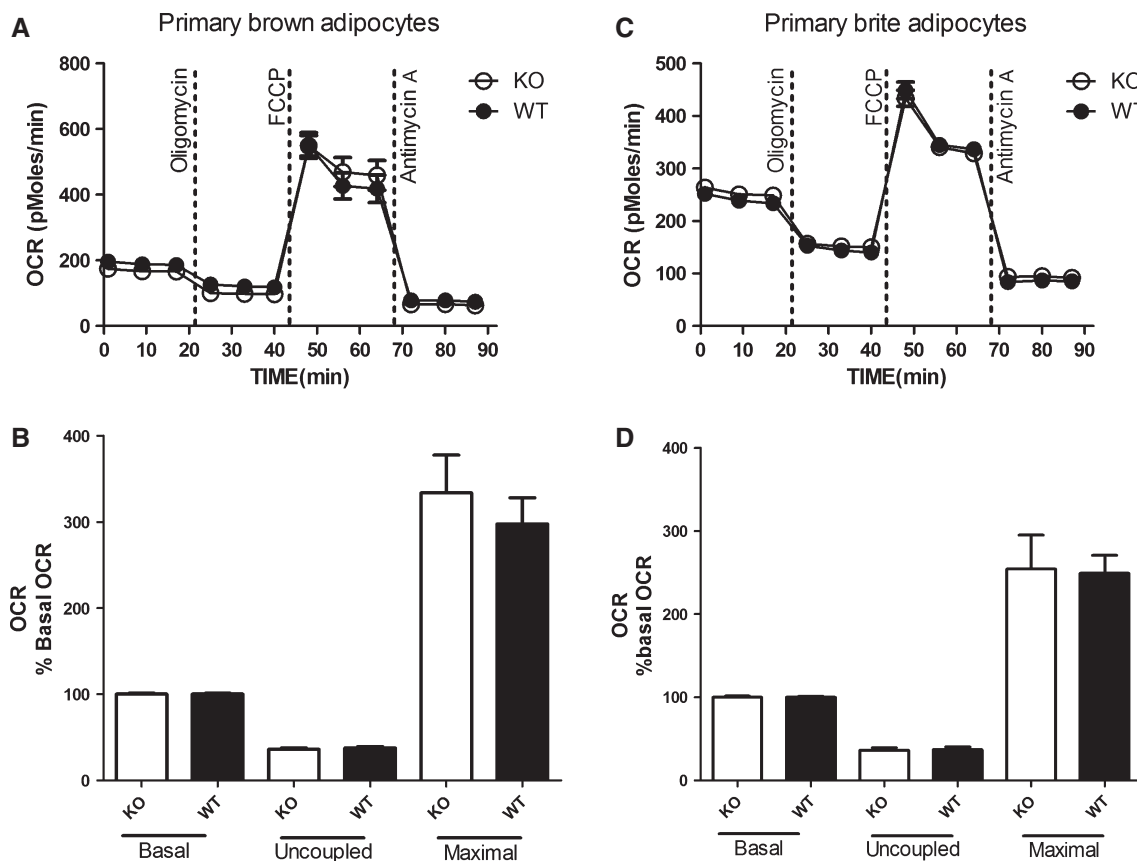 A
Primary brown adipocytes
800
600
400
200
0
OCR (pMoles/min)
Oligomycin
FCCP
Antimycin A
KO
WT
0 10 20 30 40 50 60 70 80 90
TIME(min)
C
Primary brite adipocytes
500
400
300
200
100
0
OCR (pMoles/min)
Oligomycin
FCCP
Antimycin A
KO
WT
0 10 20 30 40 50 60 70 80 90
TIME(min)
B
400
300
200
100
0
OCR
% Basal OCR
KO WT KO WT KO WT
Basal Uncoupled Maximal
D
400
300
200
100
0
OCR
%basal OCR
KO WT KO WT KO WT
Basal Uncoupled Maximal